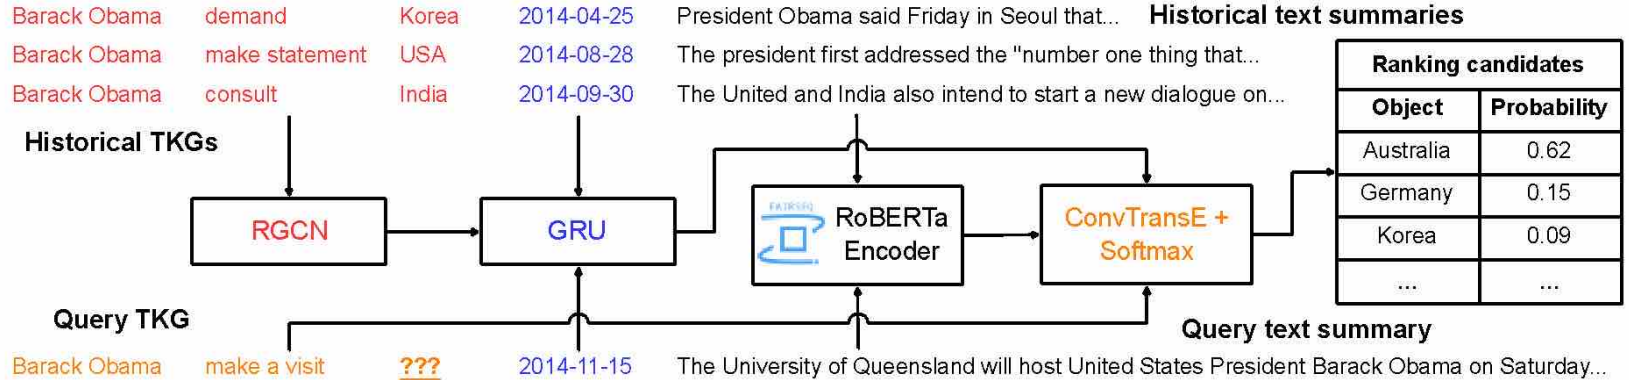 Barack Obama demand Korea 2014-04-25 President Obama said Friday in Seoul that... Historical text summaries
Barack Obama make statement USA 2014-08-28 The president first addressed the "number one thing that...
Barack Obama consult India 2014-09-30 The United and India also intend to start a new dialogue on...
Historical TKGs
RGCN
GRU
FAIRSEQ
RoBERTa
Encoder
ConvTransE +
Softmax
Ranking candidates
Object Probability
Australia 0.62
Germany 0.15
Korea 0.09
... ...
Query TKG
Query text summary
Barack Obama make a visit ??? 2014-11-15 The University of Queensland will host United States President Barack Obama on Saturday...